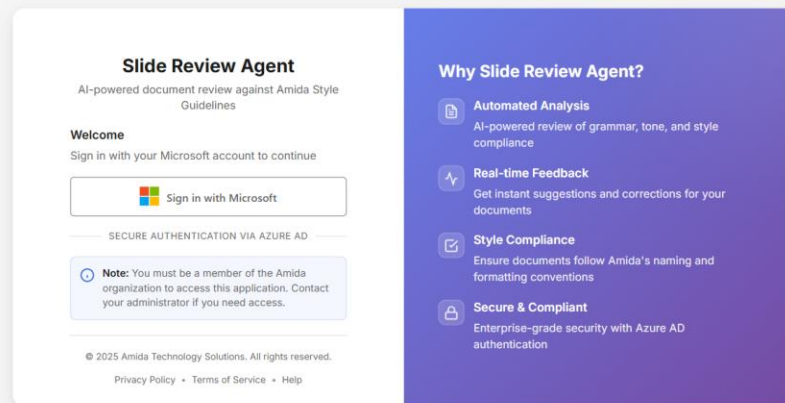 Slide Review Agent
AI-powered document review against Amida Style
Guidelines
Welcome
Sign in with your Microsoft account to continue
Sign in with Microsoft
SECURE AUTHENTICATION VIA AZURE AD
Note: You must be a member of the Amida
organization to access this application. Contact
your administrator if you need access.
© 2025 Amida Technology Solutions. All rights reserved.
Privacy Policy • Terms of Service • Help
Why Slide Review Agent?
Automated Analysis
AI-powered review of grammar, tone, and style
compliance
Real-time Feedback
Get instant suggestions and corrections for your
documents
Style Compliance
Ensure documents follow Amida's naming and
formatting conventions
Secure & Compliant
Enterprise-grade security with Azure AD
authentication